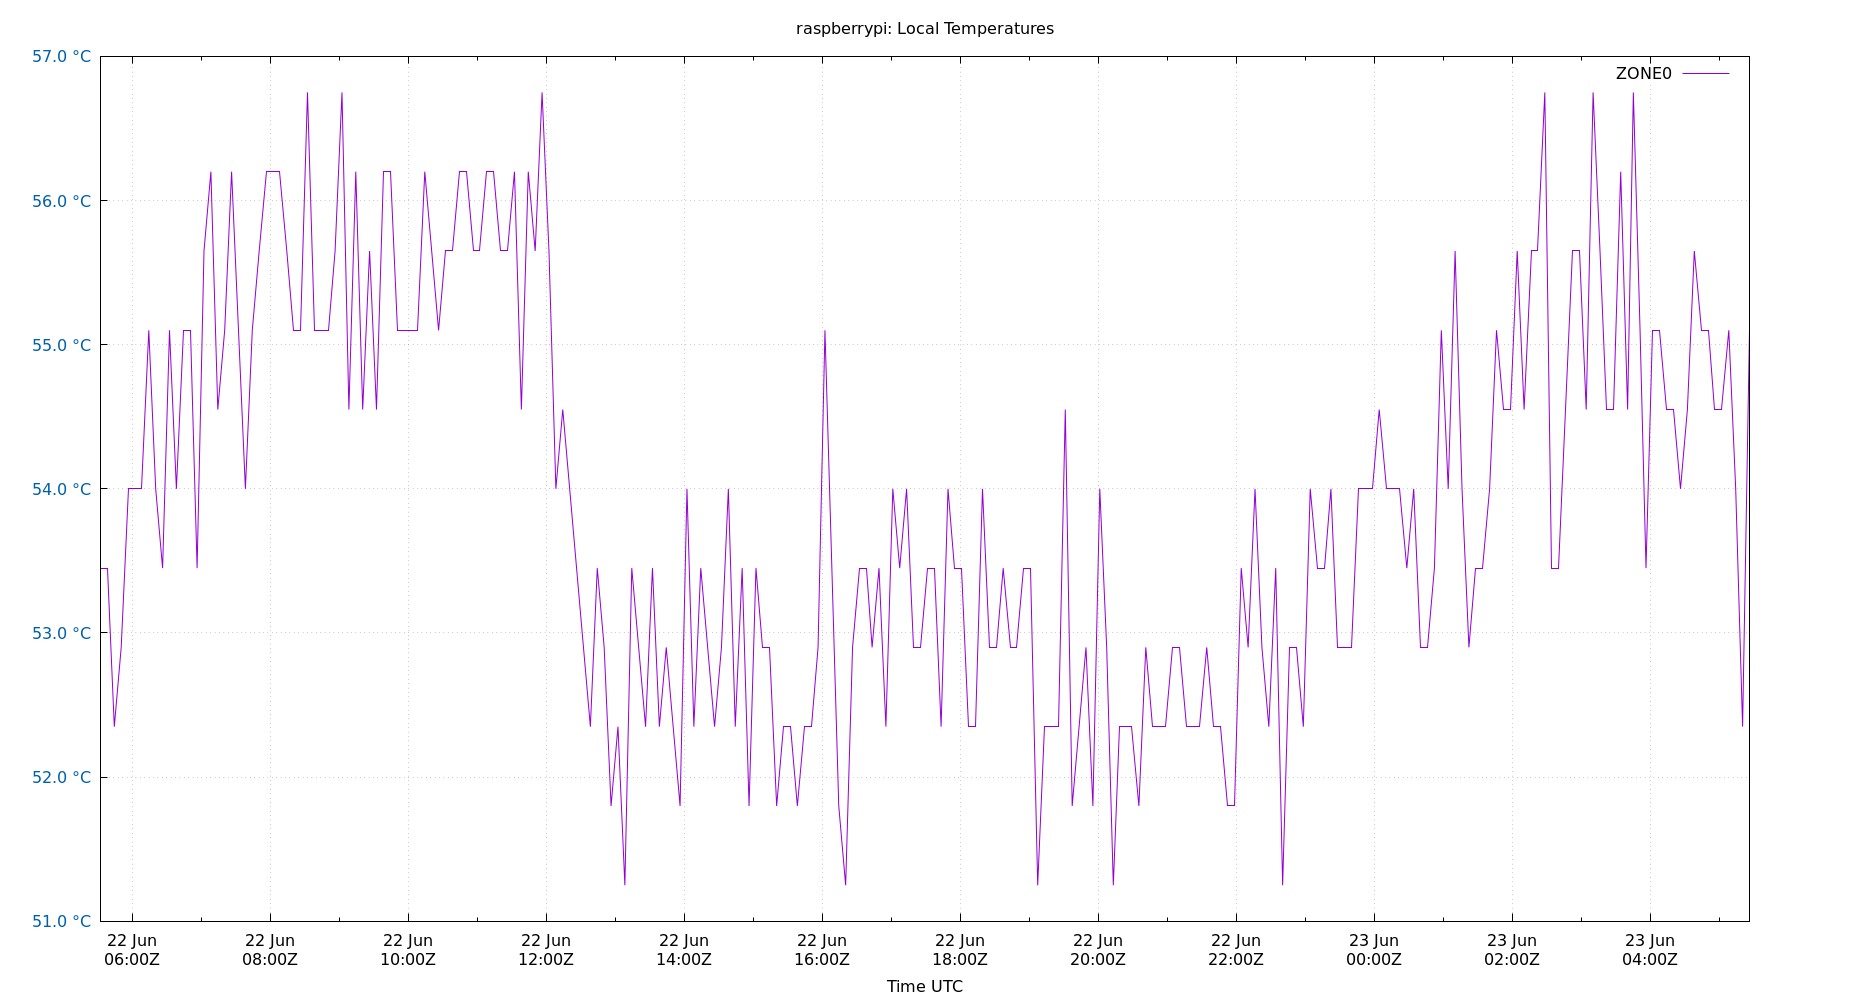 raspberrypi: Local Temperatures
57.0 °C
56.0 °C
55.0 °C
54.0 °C
53.0 °C
52.0 °C
51.0 °C
ZONE0
22 Jun 22 Jun 22 Jun 22 Jun 22 Jun 22 Jun 22 Jun 22 Jun 22 Jun 23 Jun 23 Jun 23 Jun
06:00Z 08:00Z 10:00Z 12:00Z 14:00Z 16:00Z 18:00Z 20:00Z 22:00Z 00:00Z 02:00Z 04:00Z
Time UTC